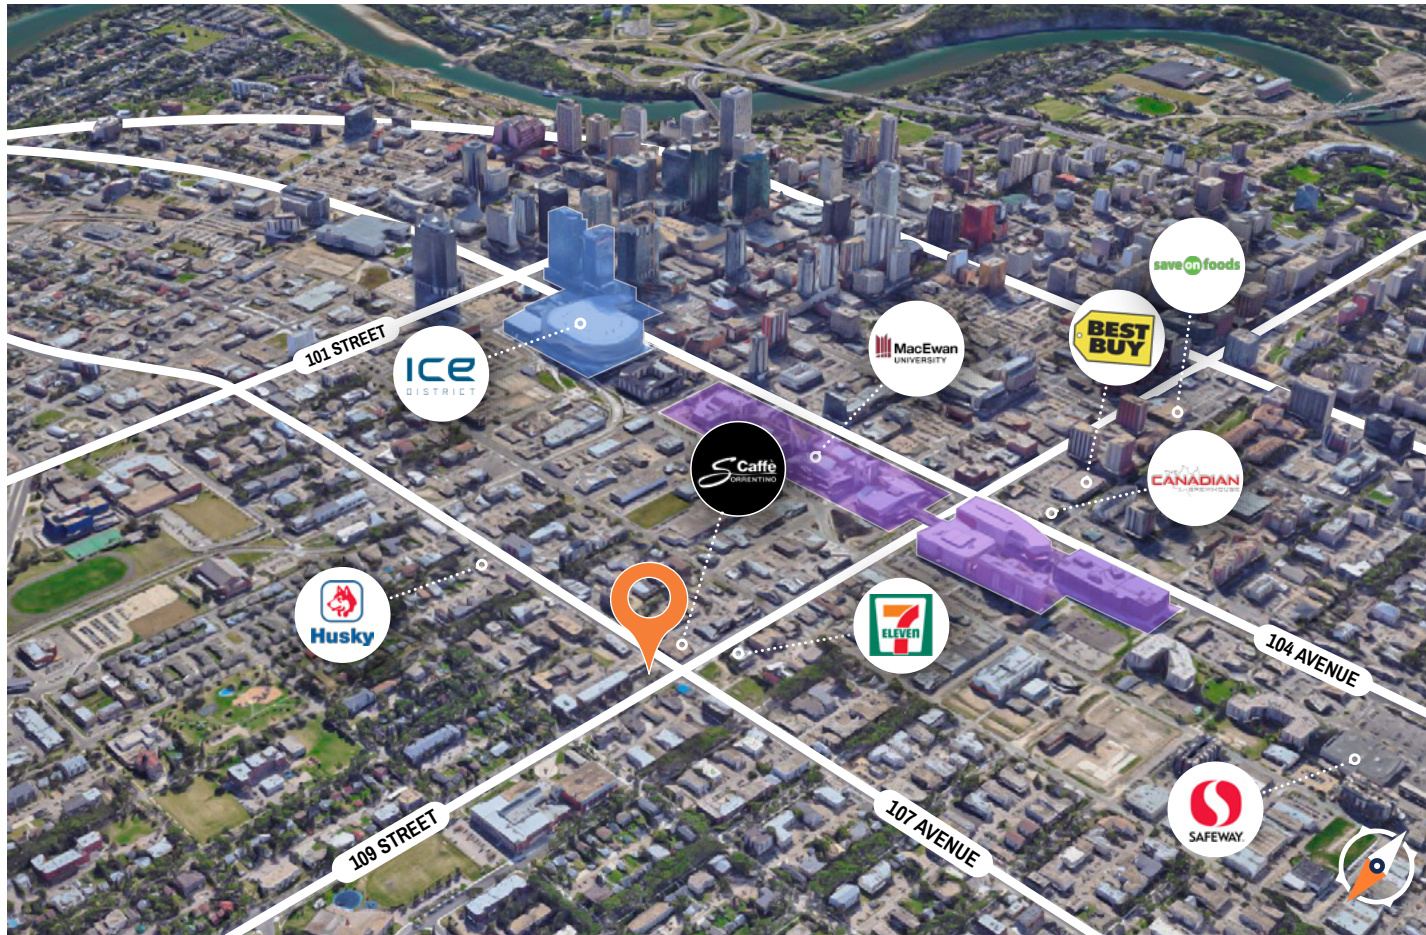 save on foods
BEST
BUY
101 STREET
MacEwan
UNIVERSITY
ICE
DISTRICT
Caffè
SORRENTINO
CANADIAN
BREWHOUSE
Husky
7
ELEVEN
104 AVENUE
109 STREET
107 AVENUE
SAFEWAY